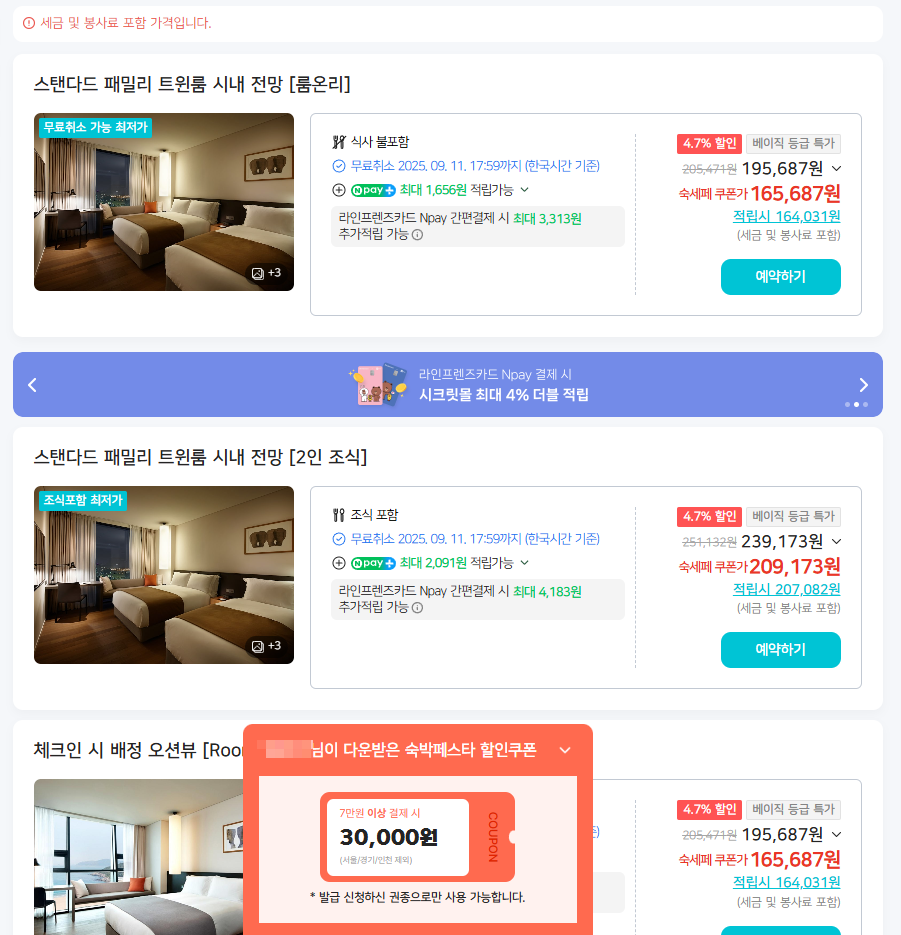 세금 및 봉사료 포함 가격입니다.
스탠다드 패밀리 트윈룸 시내 전망 [룸온리]
무료취소 가능 최저가
+3
식사 불포함
무료취소 2025. 09. 11. 17:59까지 (한국시간 기준)
N pay+ 최대 1,656원 적립가능
라인프렌즈카드 Npay 간편결제 시 최대 3,313원
추가적립 가능
4.7% 할인 베이직 등급 특가
205,471원 195,687원
숙세페 쿠폰가 165,687원
적립시 164,031원
(세금 및 봉사료 포함)
예약하기
라인프렌즈카드 Npay 결제 시
시크릿몰 최대 4% 더블 적립
스탠다드 패밀리 트윈룸 시내 전망 [2인 조식]
조식포함 최저가
+3
조식 포함
무료취소 2025. 09. 11. 17:59까지 (한국시간 기준)
N pay+ 최대 2,091원 적립가능
라인프렌즈카드 Npay 간편결제 시 최대 4,183원
추가적립 가능
4.7% 할인 베이직 등급 특가
251,132원 239,173원
숙세페 쿠폰가 209,173원
적립시 207,082원
(세금 및 봉사료 포함)
예약하기
체크인 시 배정 오션뷰 [Roo
4.7% 할인 베이직 등급 특가
205,471원 195,687원
숙세페 쿠폰가 165,687원
적립시 164,031원
(세금 및 봉사료 포함)
님이 다운받은 숙박페스타 할인쿠폰
7만원 이상 결제 시
30,000원
(서울/경기/인천 제외)
COUPON
* 발급 신청하신 권종으로만 사용 가능합니다.